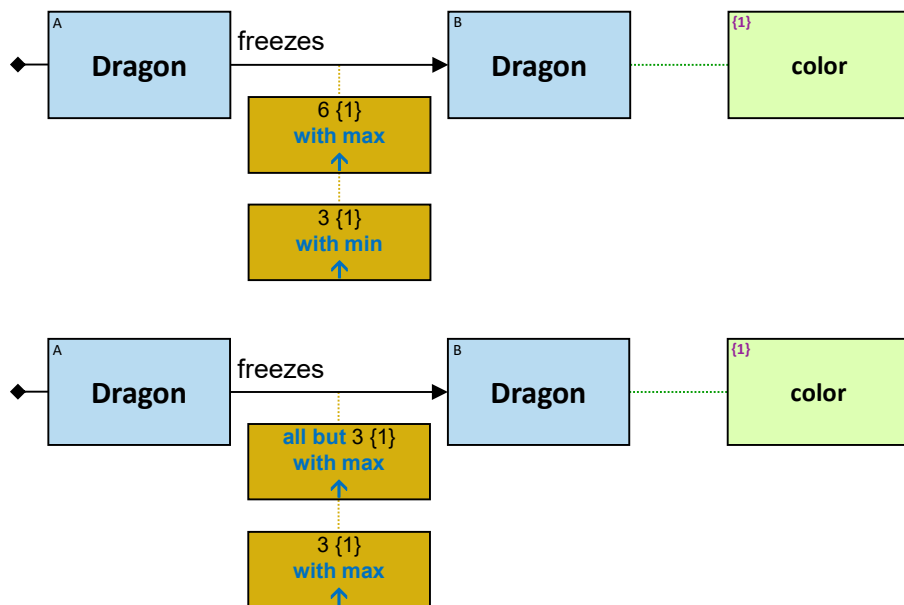 A
Dragon
freezes
B
Dragon
{1}
color
6 {1}
with max
↑
3 {1}
with min
↑
A
Dragon
freezes
B
Dragon
{1}
color
all but 3 {1}
with max
↑
3 {1}
with max
↑